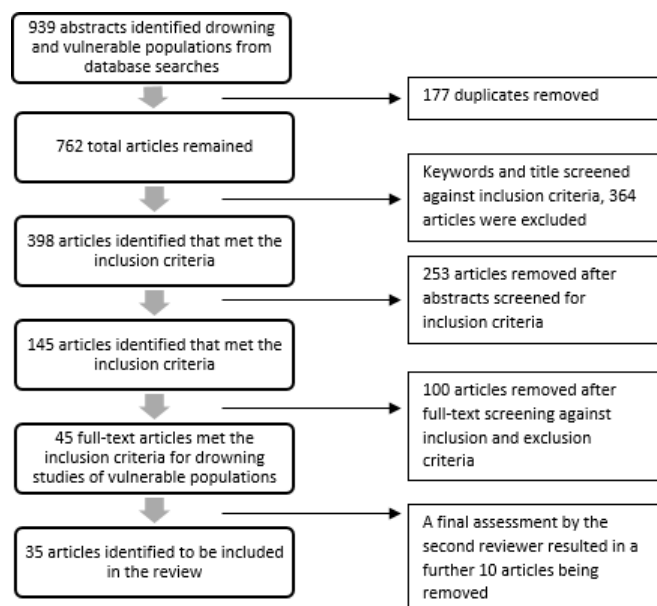 939 abstracts identified drowning
and vulnerable populations from
database searches
177 duplicates removed
762 total articles remained
Keywords and title screened
against inclusion criteria, 364
articles were excluded
398 articles identified that met the
inclusion criteria
253 articles removed after
abstracts screened for
inclusion criteria
145 articles identified that met the
inclusion criteria
100 articles removed after
full-text screening against
inclusion and exclusion
criteria
45 full-text articles met the
inclusion criteria for drowning
studies of vulnerable populations
A final assessment by the
second reviewer resulted in a
further 10 articles being
removed
35 articles identified to be included
in the review